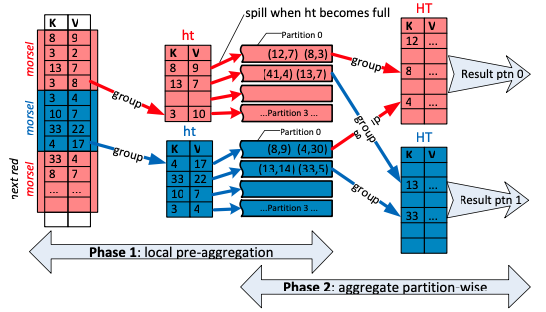 K V
8 9
3 2
13 7
3 8
3 4
10 7
33 22
4 17
33 4
8 7
... ...
morsel
morsel
next red
morsel
group
group
ht
K V
8 9
13 7
3 10
ht
K V
4 17
33 22
10 7
3 4
spill when ht becomes full
Partition 0
(12,7) (8,3)
(41,4) (13,7)
...Partition 3 ...
Partition 0
(8,9) (4,30)
(13,14) (33,5)
...Partition 3 ...
group
group
group
HT
K V
12 ...
8 ...
4 ...
HT
K V
13 ...
33 ...
Result ptn 0
Result ptn 1
Phase 1: local pre-aggregation
Phase 2: aggregate partition-wise